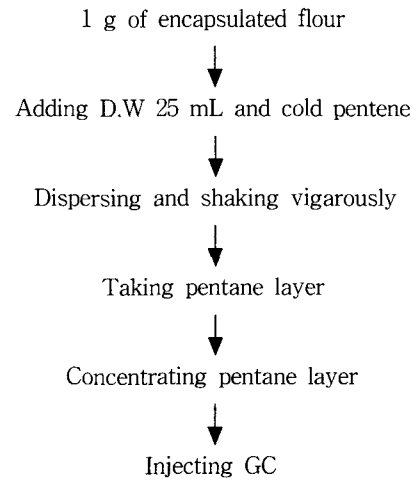 1 g of encapsulated flour
Adding D.W 25 mL and cold pentene
Dispersing and shaking vigarously
Taking pentane layer
Concentrating pentane layer
Injecting GC